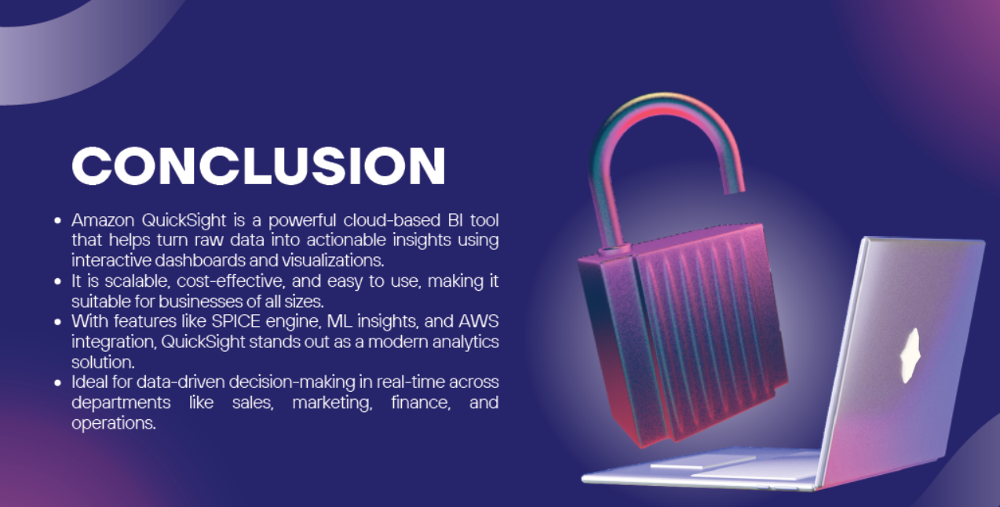 CONCLUSION
• Amazon QuickSight is a powerful cloud-based BI tool
that helps turn raw data into actionable insights using
interactive dashboards and visualizations.
• It is scalable, cost-effective, and easy to use, making it
suitable for businesses of all sizes.
• With features like SPICE engine, ML insights, and AWS
integration, QuickSight stands out as a modern analytics
solution.
• Ideal for data-driven decision-making in real-time across
departments like sales, marketing, finance, and
operations.